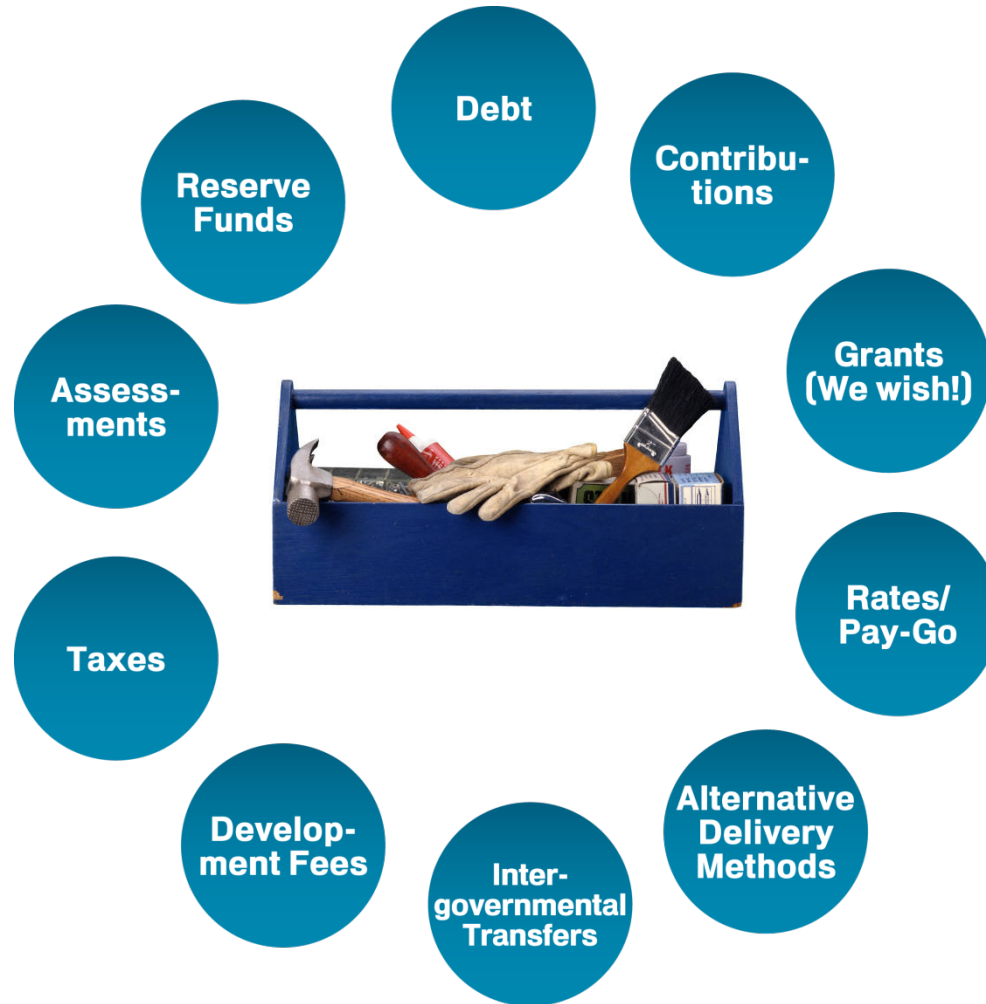 Debt
Contribu-
tions
Grants
(We wish!)
Rates/
Pay-Go
Alternative
Delivery
Methods
Inter-
governmental
Transfers
Develop-
ment Fees
Taxes
Assess-
ments
Reserve
Funds